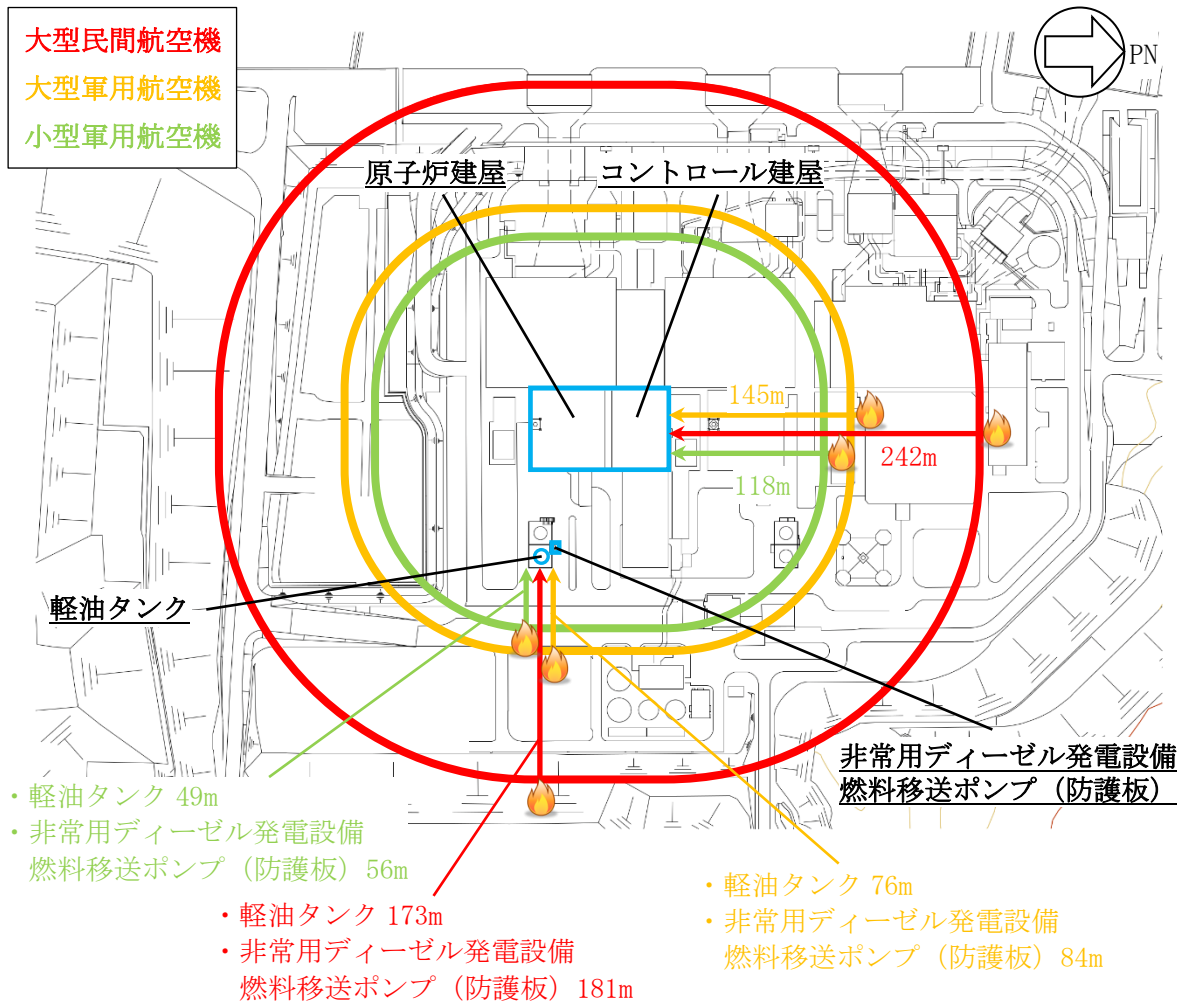 大型民間航空機
大型軍用航空機
小型軍用航空機
PN
原子炉建屋
コントロール建屋
145m
242m
118m
軽油タンク
非常用ディーゼル発電設備
燃料移送ポンプ（防護板）
・軽油タンク 49m
・非常用ディーゼル発電設備
燃料移送ポンプ（防護板）56m
・軽油タンク 173m
・非常用ディーゼル発電設備
燃料移送ポンプ（防護板）181m
・軽油タンク 76m
・非常用ディーゼル発電設備
燃料移送ポンプ（防護板）84m